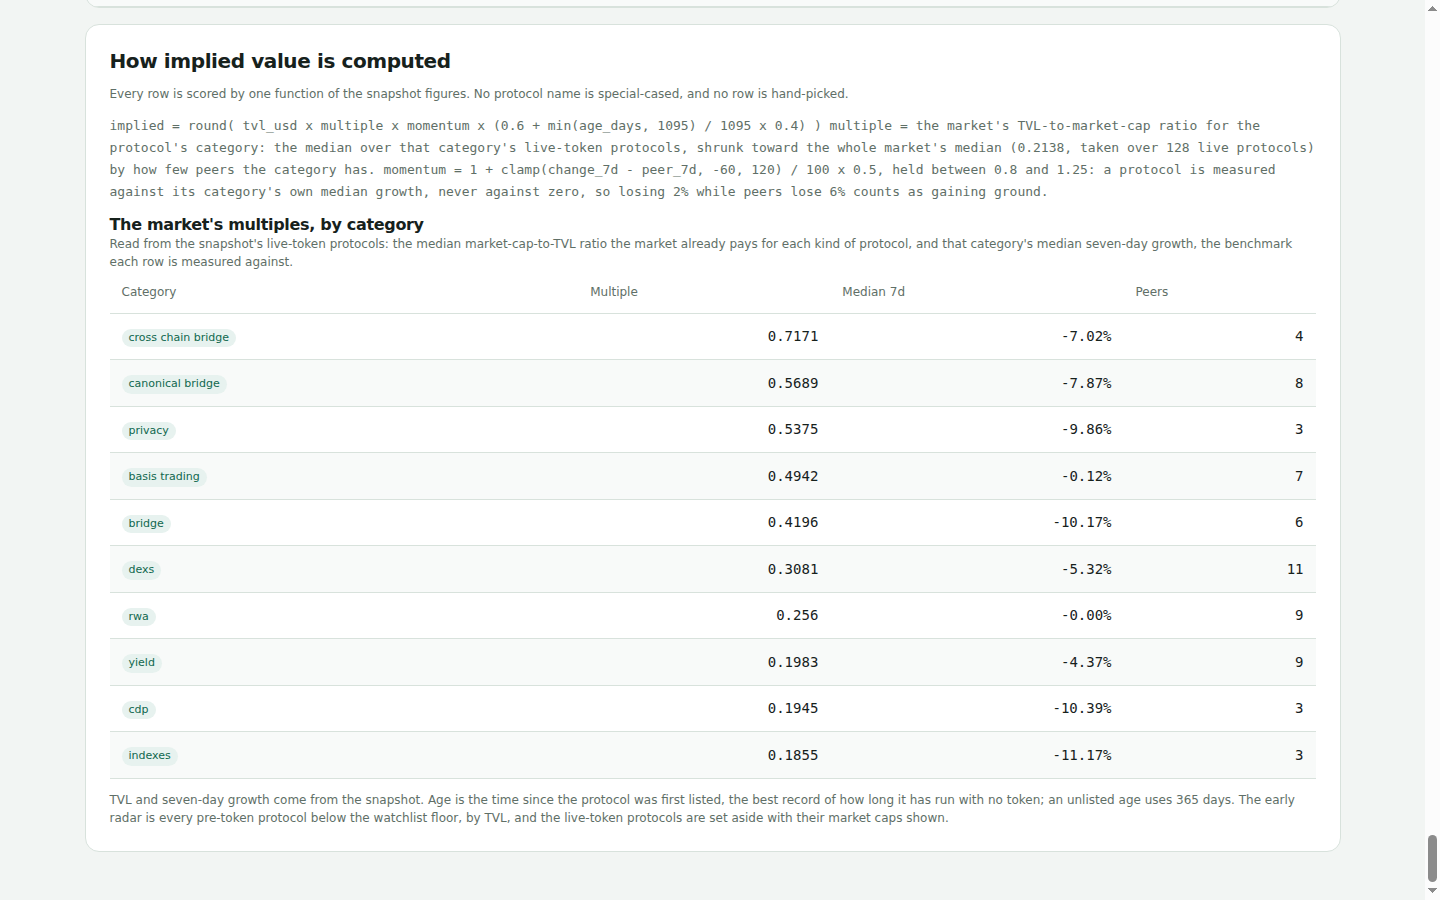 How implied value is computed
Every row is scored by one function of the snapshot figures. No protocol name is special-cased, and no row is hand-picked.
implied = round( tvl_usd x multiple x momentum x (0.6 + min(age_days, 1095) / 1095 x 0.4) ) multiple = the market's TVL-to-market-cap ratio for the
protocol's category: the median over that category's live-token protocols, shrunk toward the whole market's median (0.2138, taken over 128 live protocols)
by how few peers the category has. momentum = 1 + clamp(change_7d - peer_7d, -60, 120) / 100 x 0.5, held between 0.8 and 1.25: a protocol is measured
against its category's own median growth, never against zero, so losing 2% while peers lose 6% counts as gaining ground.
The market's multiples, by category
Read from the snapshot's live-token protocols: the median market-cap-to-TVL ratio the market already pays for each kind of protocol, and that category's median seven-day growth, the benchmark
each row is measured against.
Category Multiple Median 7d Peers
cross chain bridge 0.7171 -7.02% 4
canonical bridge 0.5689 -7.87% 8
privacy 0.5375 -9.86% 3
basis trading 0.4942 -0.12% 7
bridge 0.4196 -10.17% 6
dexs 0.3081 -5.32% 11
rwa 0.256 -0.00% 9
yield 0.1983 -4.37% 9
cdp 0.1945 -10.39% 3
indexes 0.1855 -11.17% 3
TVL and seven-day growth come from the snapshot. Age is the time since the protocol was first listed, the best record of how long it has run with no token; an unlisted age uses 365 days. The early
radar is every pre-token protocol below the watchlist floor, by TVL, and the live-token protocols are set aside with their market caps shown.